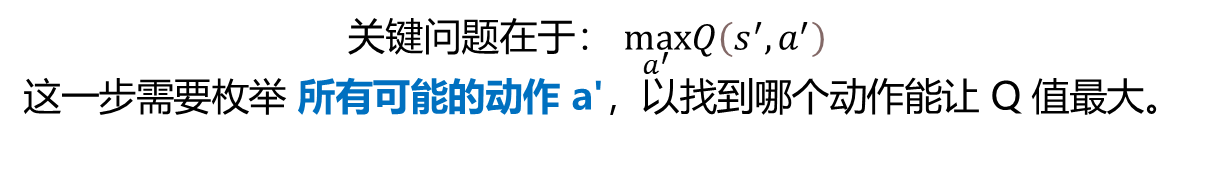 关键问题在于： maxQ(s′,a′)
a′
这一步需要枚举 所有可能的动作 a'，以找到哪个动作能让 Q 值最大。